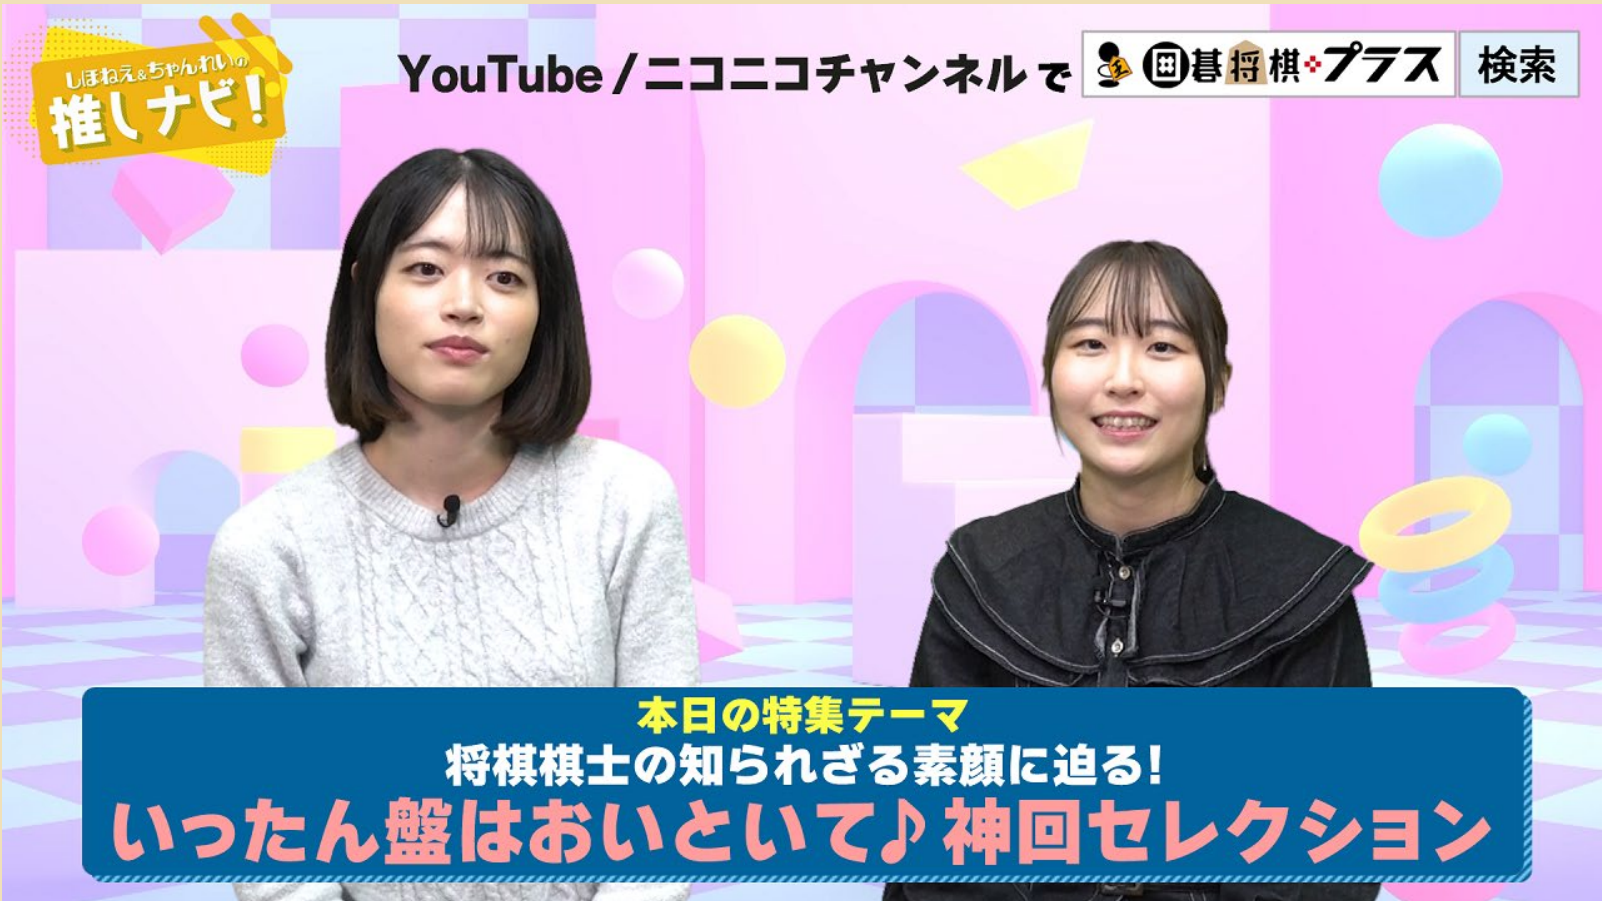 しほねえ&ちゃんれいの
推しナビ!
YouTube/ニコニコチャンネルで 囲碁将棋プラス 検索
本日の特集テーマ
将棋棋士の知られざる素顔に迫る!
いったん盤はおいといて♪神回セレクション